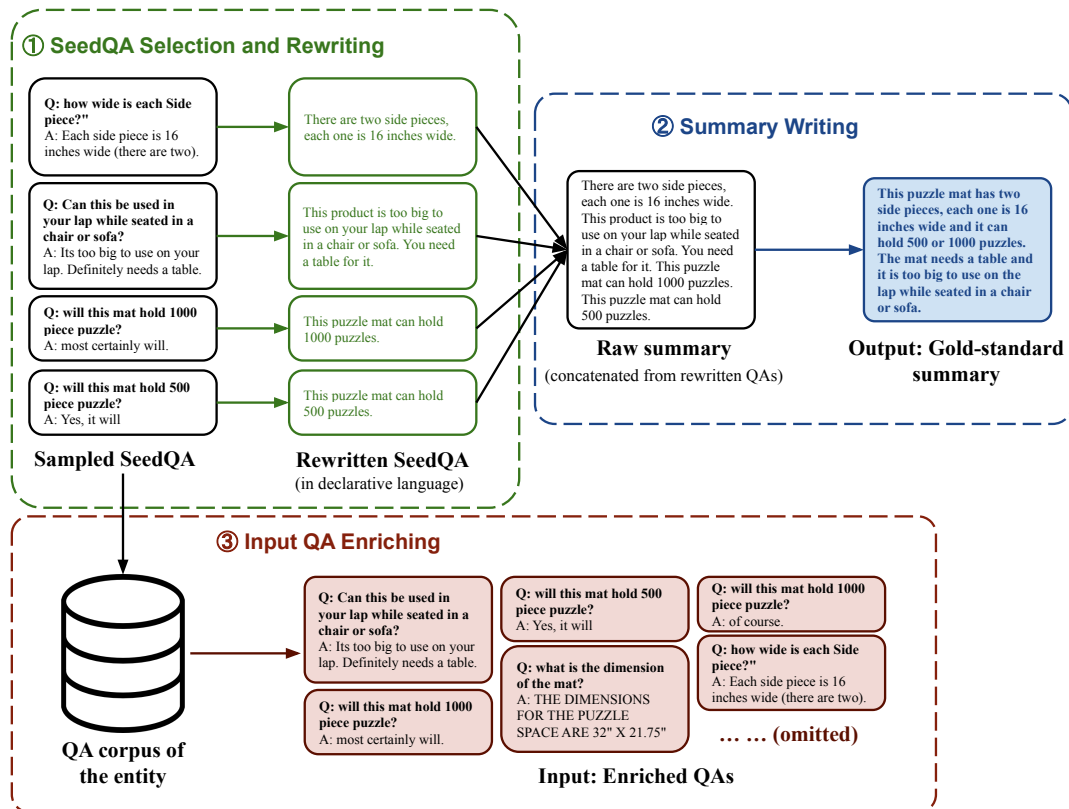 ① SeedQA Selection and Rewriting
Q: how wide is each Side
piece?"
A: Each side piece is 16
inches wide (there are two).
There are two side pieces,
each one is 16 inches wide.
Q: Can this be used in
your lap while seated in a
chair or sofa?
A: Its too big to use on your
lap. Definitely needs a table.
This product is too big to
use on your lap while seated
in a chair or sofa. You need
a table for it.
Q: will this mat hold 1000
piece puzzle?
A: most certainly will.
This puzzle mat can hold
1000 puzzles.
Q: will this mat hold 500
piece puzzle?
A: Yes, it will
This puzzle mat can hold
500 puzzles.
Sampled SeedQA
Rewritten SeedQA
(in declarative language)
② Summary Writing
There are two side pieces,
each one is 16 inches wide.
This product is too big to
use on your lap while seated
in a chair or sofa. You need
a table for it. This puzzle
mat can hold 1000 puzzles.
This puzzle mat can hold
500 puzzles.
Raw summary
(concatenated from rewritten QAs)
This puzzle mat has two
side pieces, each one is 16
inches wide and it can
hold 500 or 1000 puzzles.
The mat needs a table and
it is too big to use on the
lap while seated in a chair
or sofa.
Output: Gold-standard
summary
③ Input QA Enriching
QA corpus of
the entity
Q: Can this be used in
your lap while seated in a
chair or sofa?
A: Its too big to use on your
lap. Definitely needs a table.
Q: will this mat hold 1000
piece puzzle?
A: most certainly will.
Q: will this mat hold 500
piece puzzle?
A: Yes, it will
Q: what is the dimension
of the mat?
A: THE DIMENSIONS
FOR THE PUZZLE
SPACE ARE 32" X 21.75"
Q: will this mat hold 1000
piece puzzle?
A: of course.
Q: how wide is each Side
piece?"
A: Each side piece is 16
inches wide (there are two).
... ... (omitted)
Input: Enriched QAs